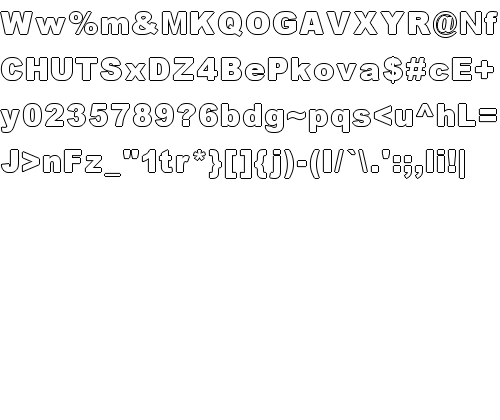 Ww%m&MKQOGAVXYR@Nf
CHUTSxDZ4BePkova$#cE+
y0235789?6bdg~pqs<u^hL=
J>nFz_"1tr*}[]{j)-(I/`\.':;,li!|